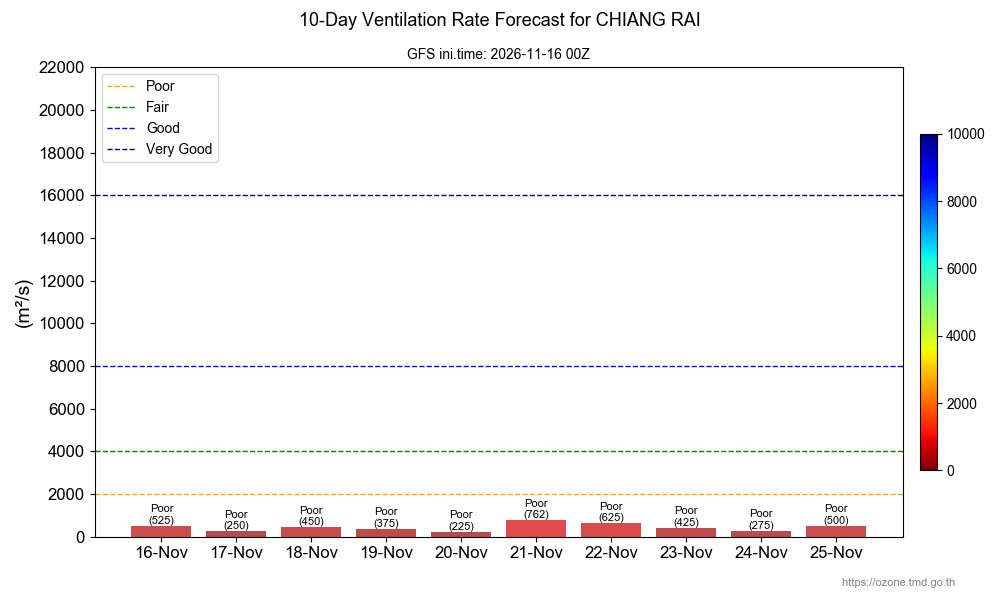 10-Day Ventilation Rate Forecast for CHIANG RAI
GFS ini.time: 2026-11-16 00Z
(m²/s)
22000
20000
18000
16000
14000
12000
10000
8000
6000
4000
2000
0
Poor
Fair
Good
Very Good
Poor
(525)
Poor
(250)
Poor
(450)
Poor
(375)
Poor
(225)
Poor
(762)
Poor
(625)
Poor
(425)
Poor
(275)
Poor
(500)
16-Nov 17-Nov 18-Nov 19-Nov 20-Nov 21-Nov 22-Nov 23-Nov 24-Nov 25-Nov
10000
8000
6000
4000
2000
0
https://ozone.tmd.go.th